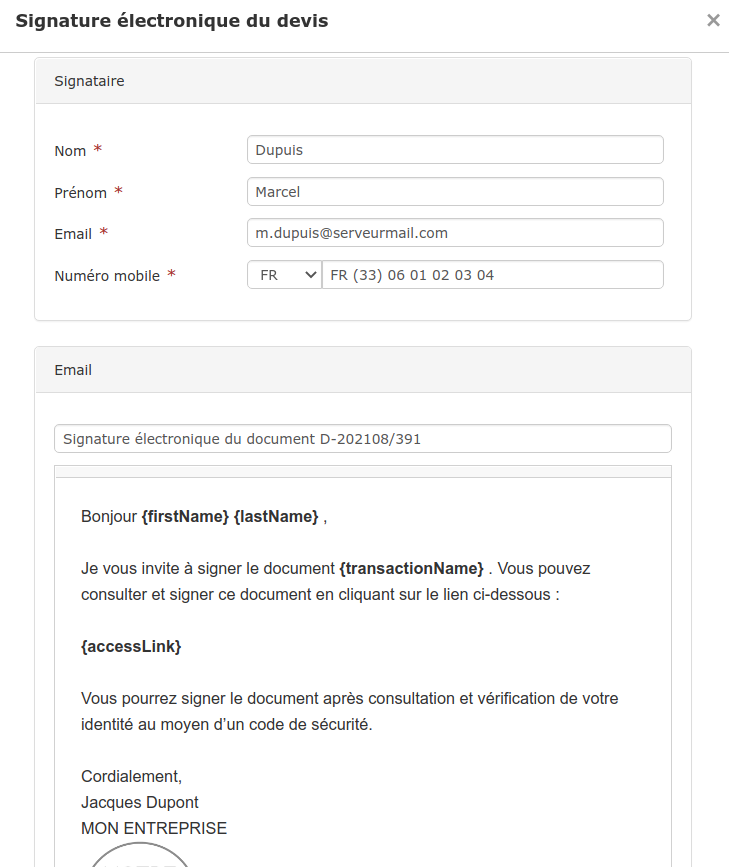 Signature électronique du devis ×
Signataire
Nom *
Dupuis
Prénom *
Marcel
Email *
m.dupuis@serveurmail.com
Numéro mobile *
FR
FR (33) 06 01 02 03 04
Email
Signature électronique du document D-202108/391
Bonjour {firstName} {lastName} ,
Je vous invite à signer le document {transactionName} . Vous pouvez
consulter et signer ce document en cliquant sur le lien ci-dessous :
{accessLink}
Vous pourrez signer le document après consultation et vérification de votre
identité au moyen d’un code de sécurité.
Cordialement,
Jacques Dupont
MON ENTREPRISE